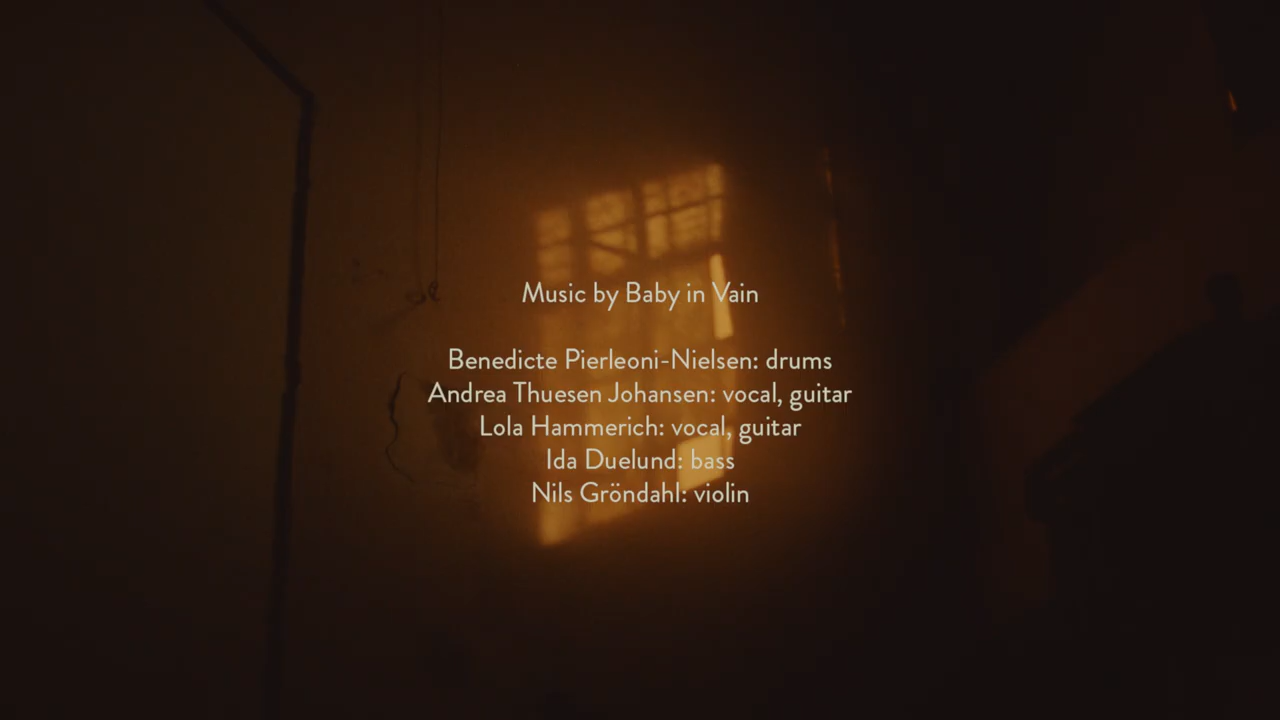 Music by Baby in Vain
Benedicte Pierleoni-Nielsen: drums
Andrea Thuesen Johansen: vocal, guitar
Lola Hammerich: vocal, guitar
Ida Duelund: bass
Nils Gröndahl: violin